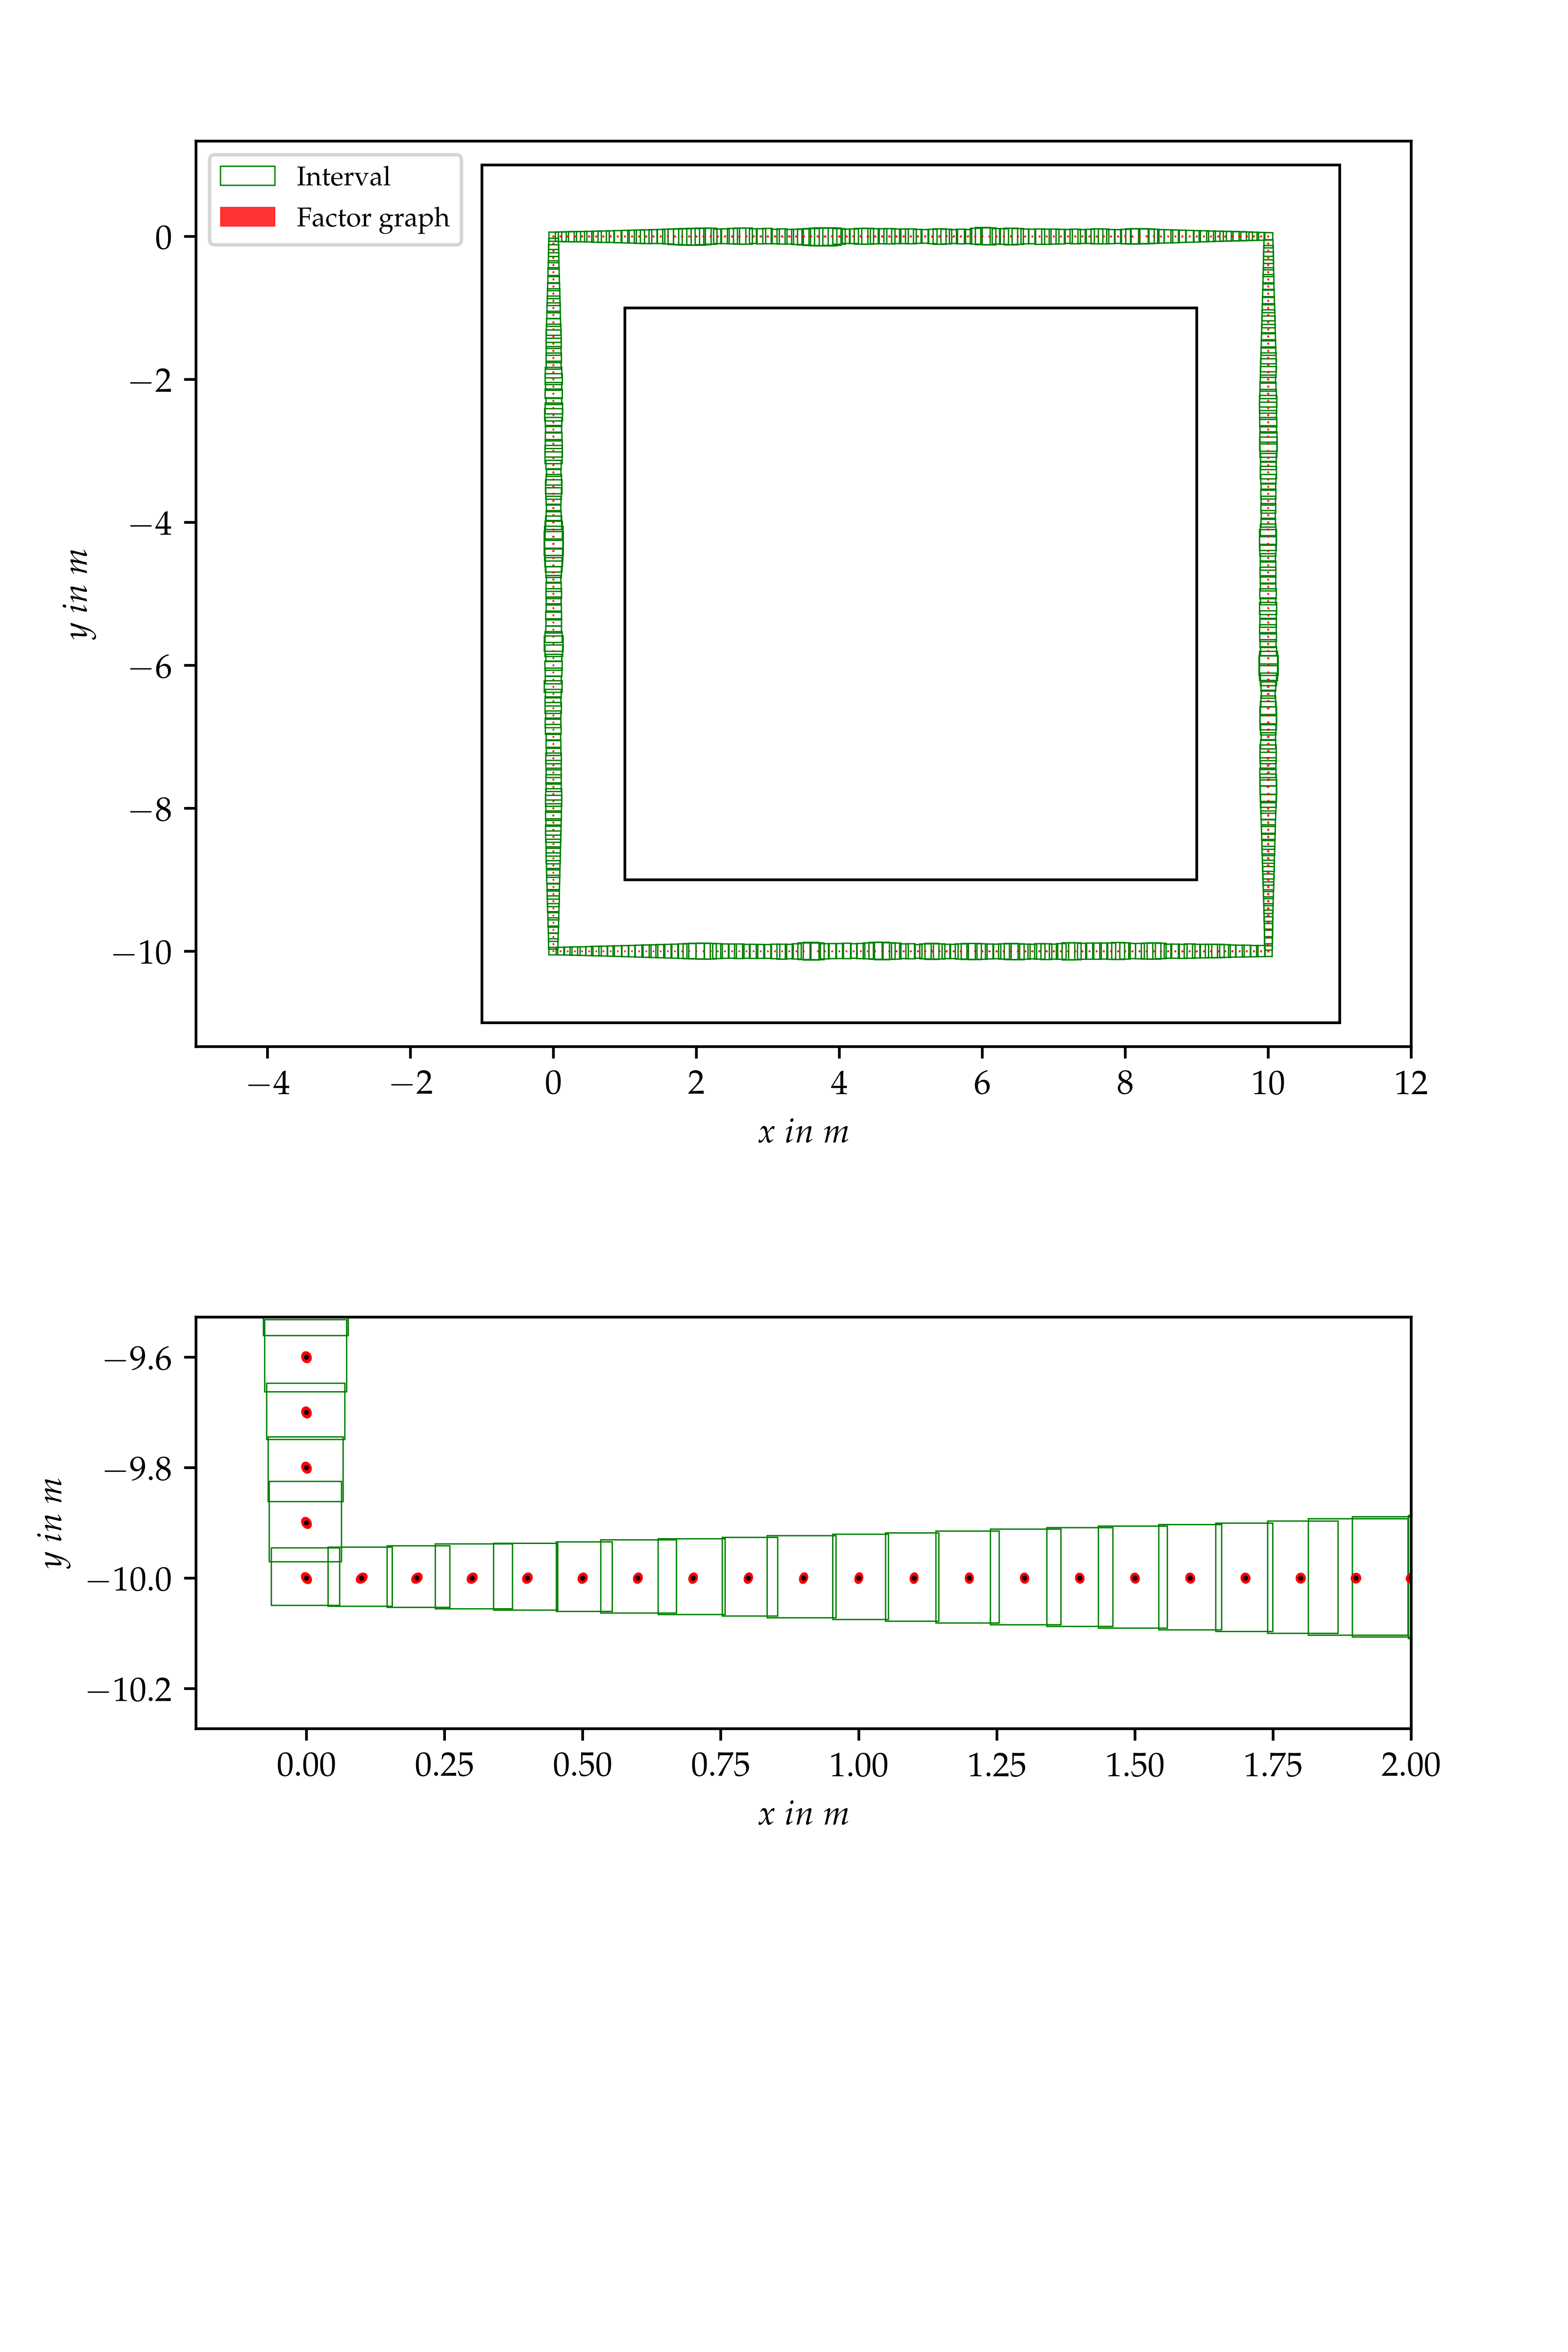 Interval
Factor graph
0
−2
−4
−6
−8
−10
y in m
−4 −2 0 2 4 6 8 10 12
x in m
−9.6
−9.8
−10.0
−10.2
y in m
0.00 0.25 0.50 0.75 1.00 1.25 1.50 1.75 2.00
x in m